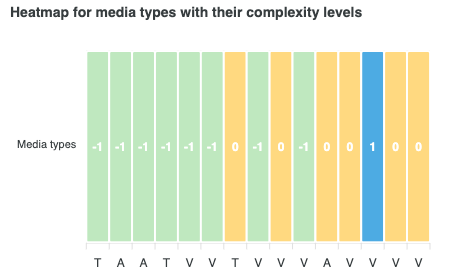 Heatmap for media types with their complexity levels
Media types -1 -1 -1 -1 -1 -1 0 -1 0 -1 0 0 1 0 0
T A A T V V T V V V A V V V V